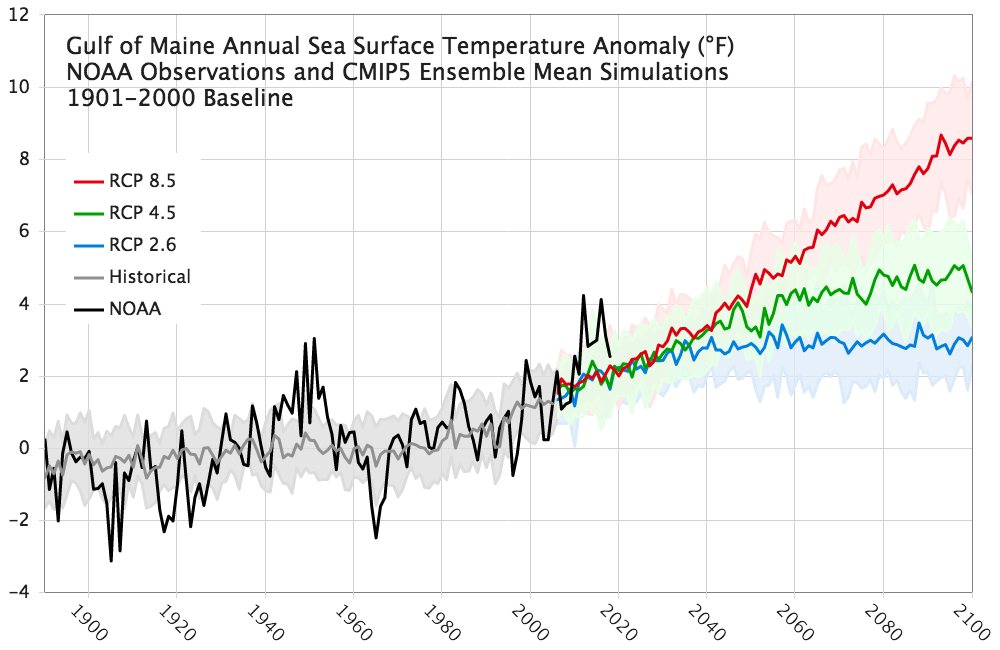 12
Gulf of Maine Annual Sea Surface Temperature Anomaly (°F)
NOAA Observations and CMIP5 Ensemble Mean Simulations
1901–2000 Baseline
10
8
RCP 8.5
RCP 4.5
6
RCP 2.6
Historical
4
NOAA
2
0
-2
-4
1900 1920 1940 1960 1980 2000 2020 2040 2060 2080 2100